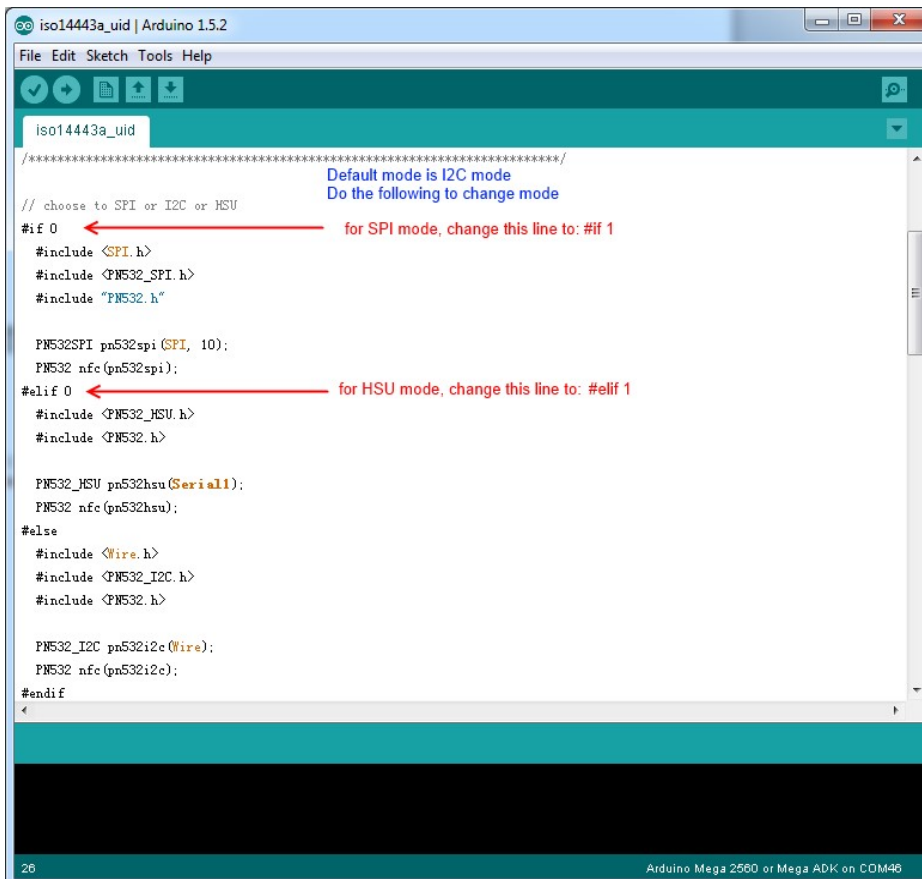 iso14443a_uid | Arduino 1.5.2
File Edit Sketch Tools Help
iso14443a_uid
/**************************************************************************/
Default mode is I2C mode
Do the following to change mode
// choose to SPI or I2C or HSU
#if 0
for SPI mode, change this line to: #if 1
#include <SPI.h>
#include <PN532_SPI.h>
#include "PN532.h"
PN532SPI pn532spi(SPI, 10);
PN532 nfc(pn532spi);
#elif 0
for HSU mode, change this line to: #elif 1
#include <PN532_HSU.h>
#include <PN532.h>
PN532_HSU pn532hsu(Serial1);
PN532 nfc(pn532hsu);
#else
#include <Wire.h>
#include <PN532_I2C.h>
#include <PN532.h>
PN532_I2C pn532i2c(Wire);
PN532 nfc(pn532i2c);
#endif
26
Arduino Mega 2560 or Mega ADK on COM46